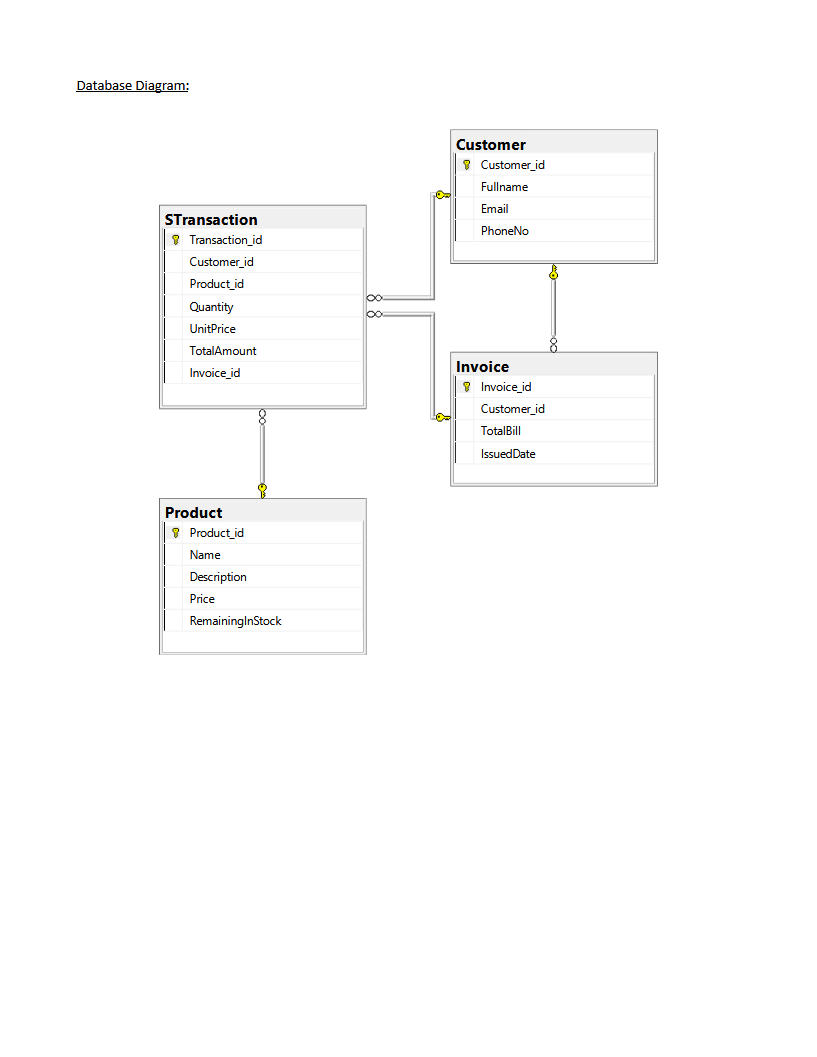 Database Diagram:
Customer
Customer_id
Fullname
Email
PhoneNo
STransaction
Transaction_id
Customer_id
Product_id
Quantity
UnitPrice
TotalAmount
Invoice_id
Invoice
Invoice_id
Customer_id
TotalBill
IssuedDate
Product
Product_id
Name
Description
Price
RemainingInStock